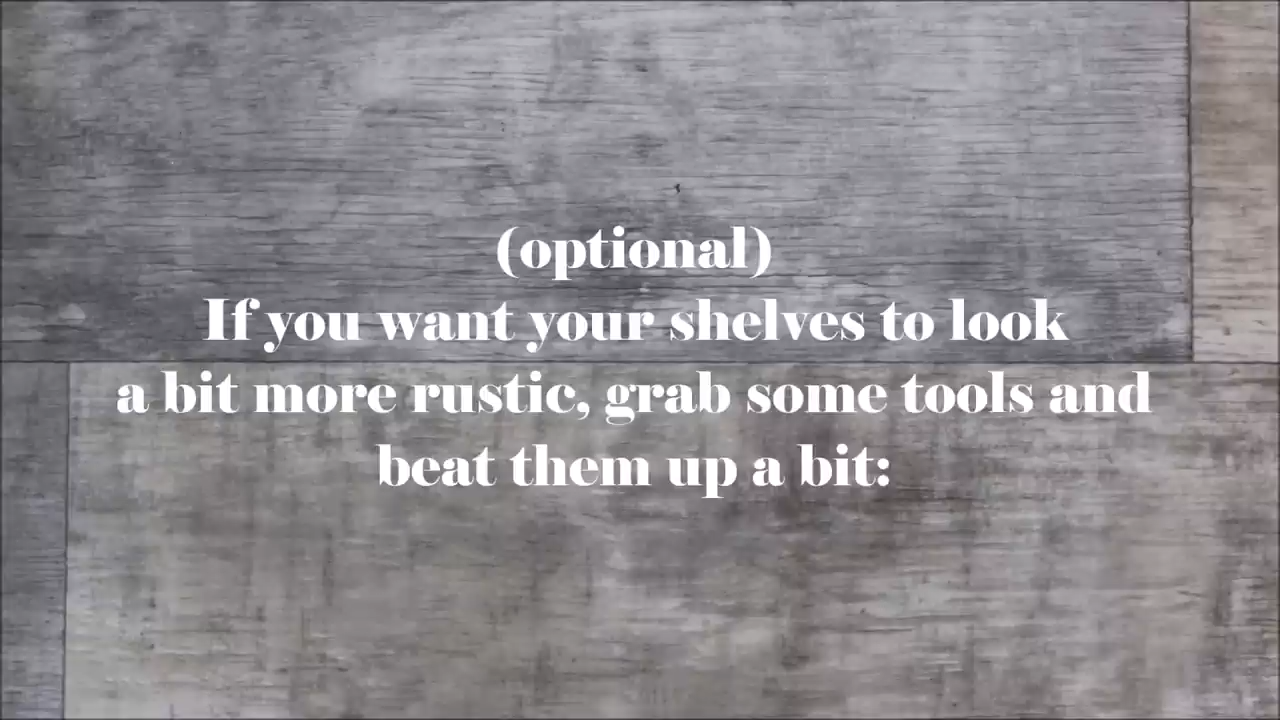 (optional)
If you want your shelves to look
a bit more rustic, grab some tools and
beat them up a bit: